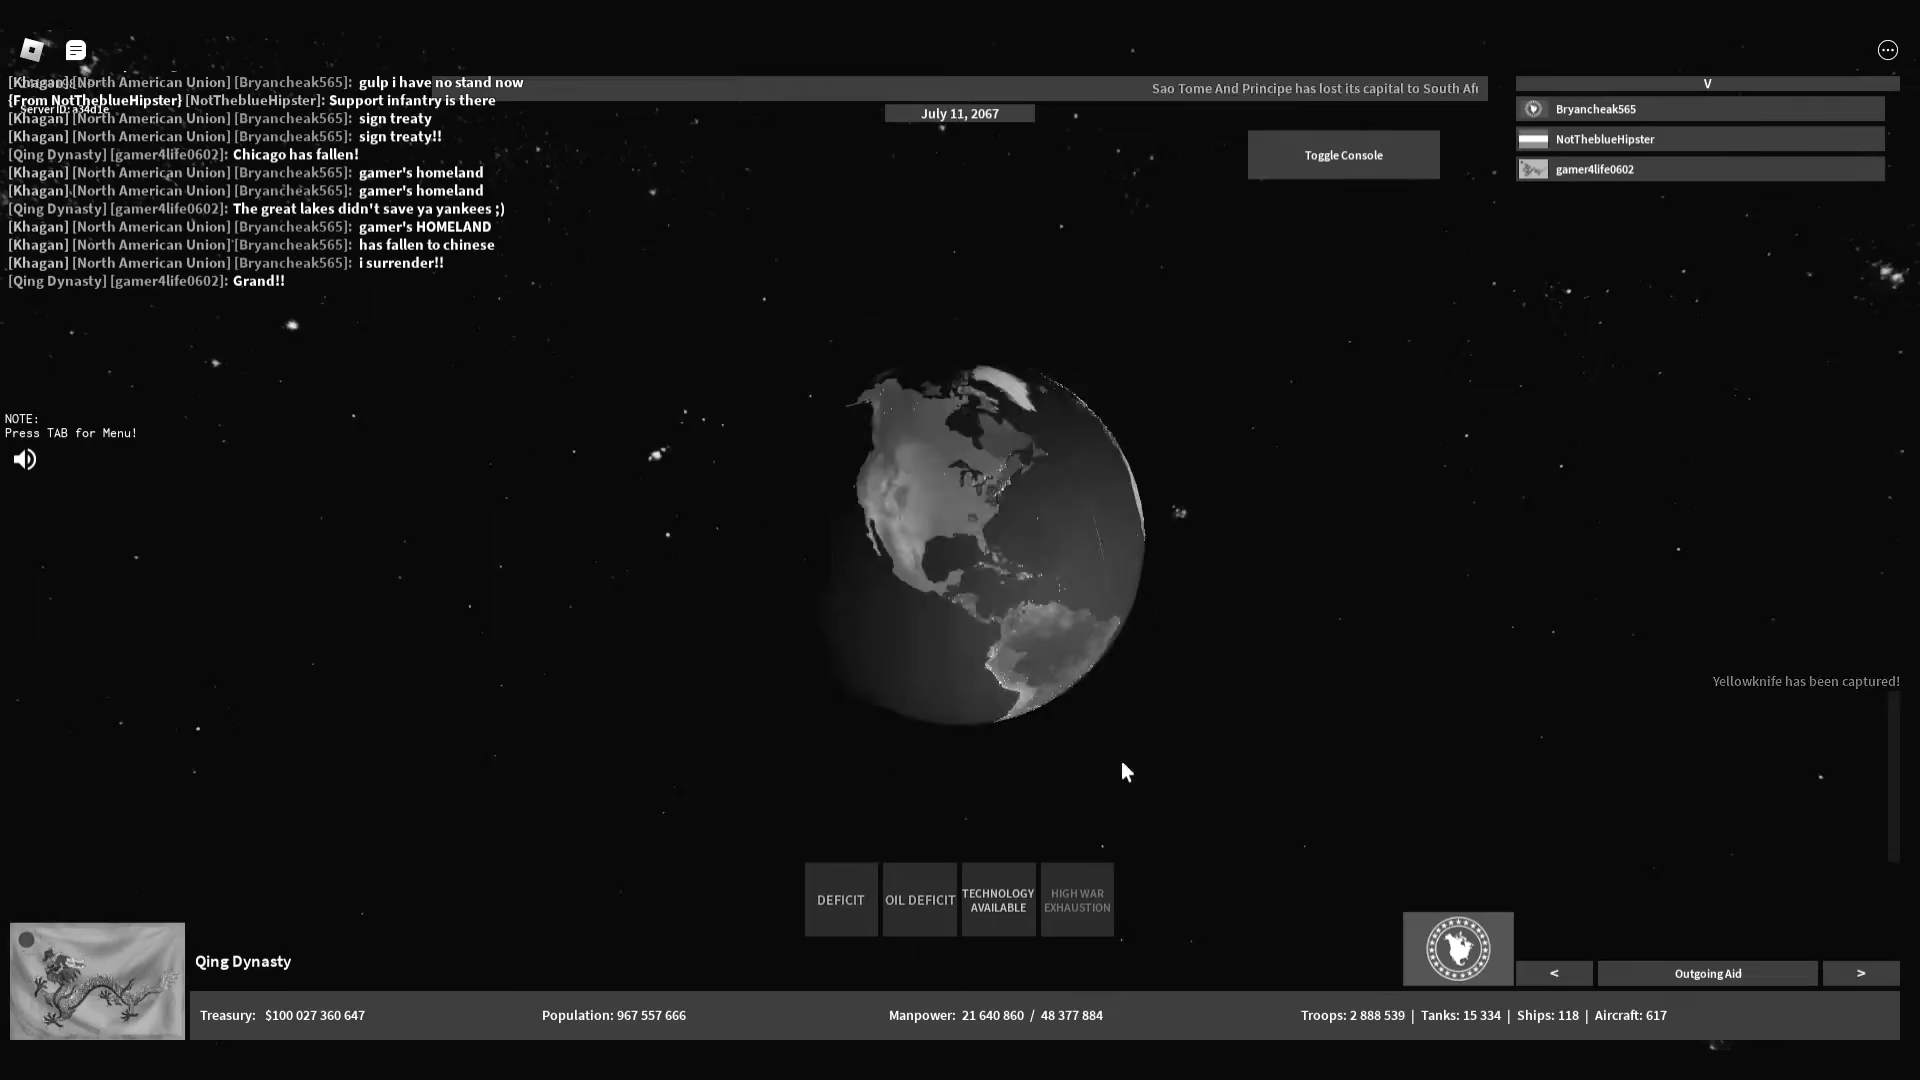 [Khagan] [North American Union] [Bryancheak565]: gulp i have no stand now
{From NotTheblueHipster} [NotTheblueHipster]: Support infantry is there
Server ID: a34d1e
[Khagan] [North American Union] [Bryancheak565]: sign treaty
[Khagan] [North American Union] [Bryancheak565]: sign treaty!!
[Qing Dynasty] [gamer4life0602]: Chicago has fallen!
[Khagan] [North American Union] [Bryancheak565]: gamer's homeland
[Khagan] [North American Union] [Bryancheak565]: gamer's homeland
[Qing Dynasty] [gamer4life0602]: The great lakes didn't save ya yankees ;)
[Khagan] [North American Union] [Bryancheak565]: gamer's HOMELAND
[Khagan] [North American Union] [Bryancheak565]: has fallen to chinese
[Khagan] [North American Union] [Bryancheak565]: i surrender!!
[Qing Dynasty] [gamer4life0602]: Grand!!
Sao Tome And Principe has lost its capital to South Afr
July 11, 2067
Toggle Console
V
Bryancheak565
NotTheblueHipster
gamer4life0602
NOTE:
Press TAB for Menu!
Yellowknife has been captured!
DEFICIT
OIL DEFICIT
TECHNOLOGY
AVAILABLE
HIGH WAR
EXHAUSTION
Qing Dynasty
< Outgoing Aid >
Treasury: $100 027 360 647
Population: 967 557 666
Manpower: 21 640 860 / 48 377 884
Troops: 2 888 539 | Tanks: 15 334 | Ships: 118 | Aircraft: 617